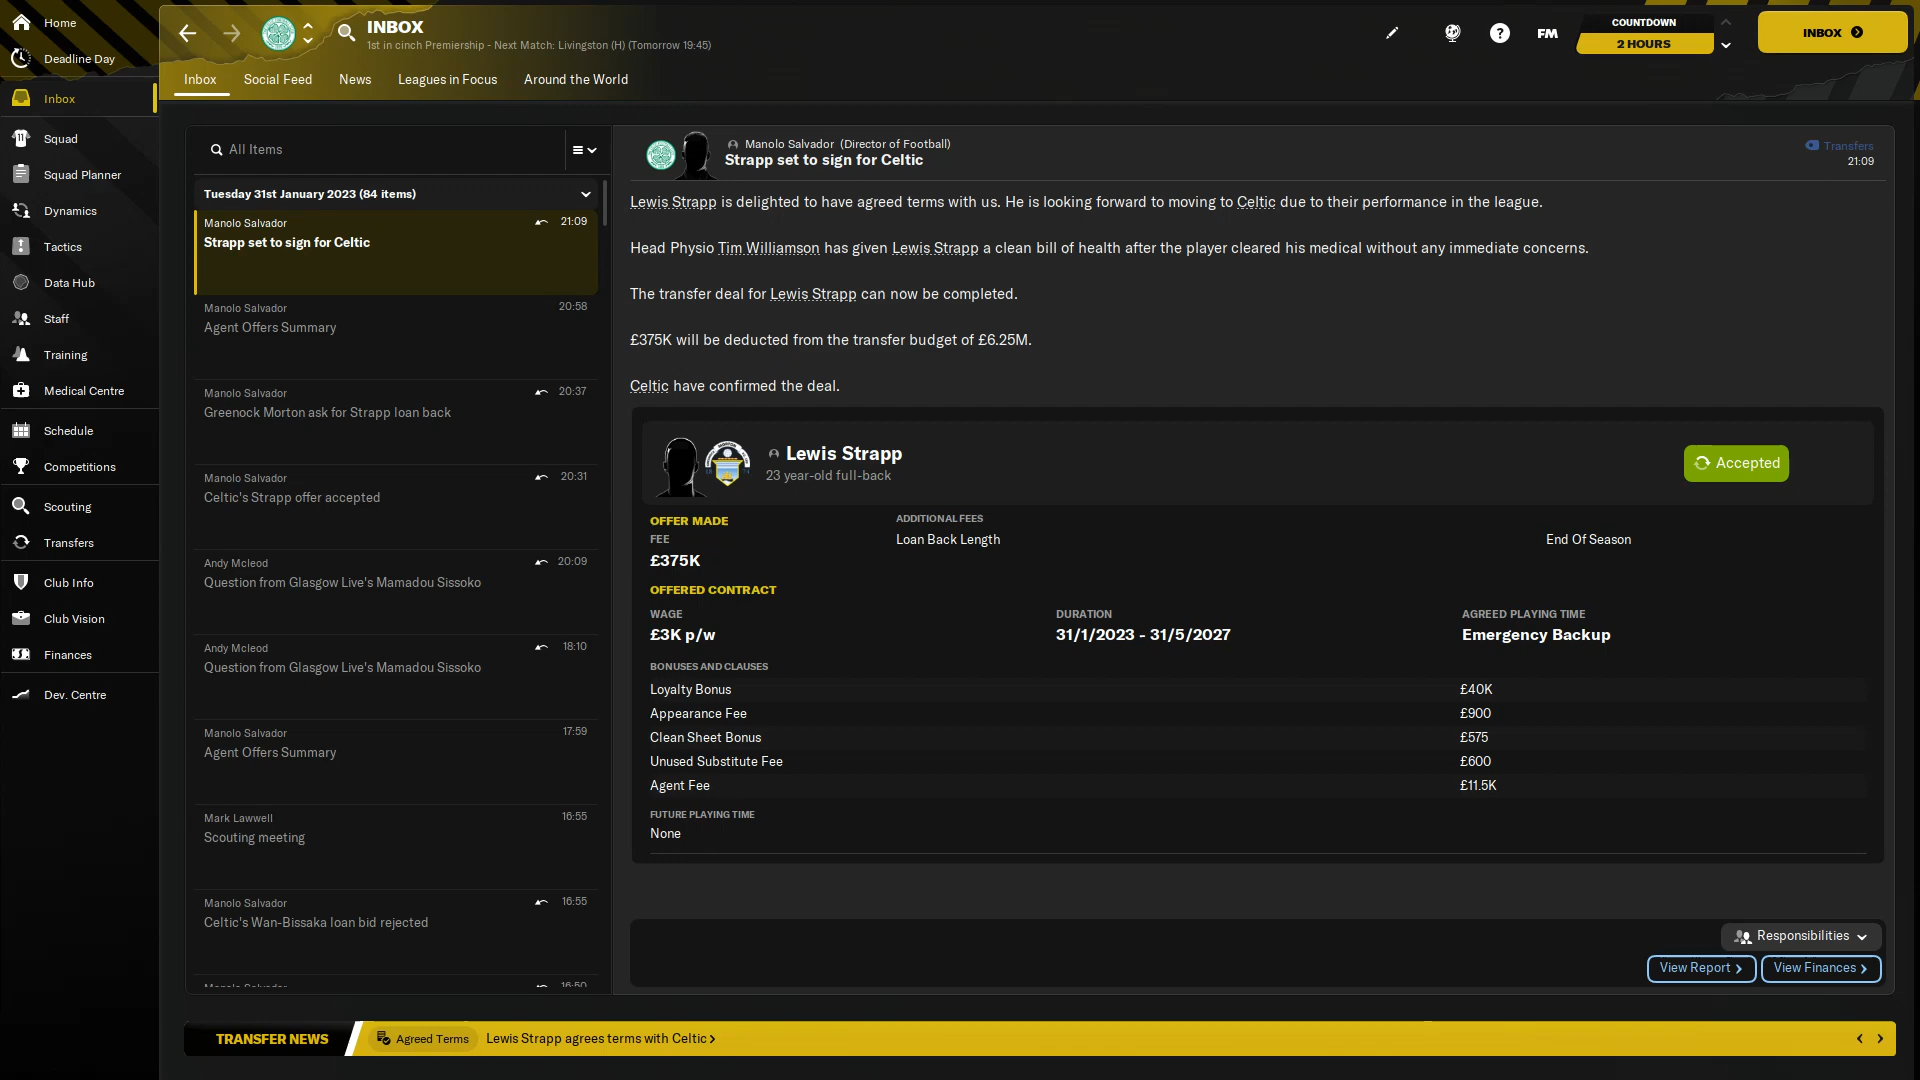 Home
Deadline Day
Inbox
Squad
Squad Planner
Dynamics
Tactics
Data Hub
Staff
Training
Medical Centre
Schedule
Competitions
Scouting
Transfers
Club Info
Club Vision
Finances
Dev. Centre
INBOX
1st in cinch Premiership - Next Match: Livingston (H) (Tomorrow 19:45)
FM
COUNTDOWN
2 HOURS
INBOX
Inbox Social Feed News Leagues in Focus Around the World
All Items
Tuesday 31st January 2023 (84 items)
Manolo Salvador 21:09
Strapp set to sign for Celtic
Manolo Salvador 20:58
Agent Offers Summary
Manolo Salvador 20:37
Greenock Morton ask for Strapp loan back
Manolo Salvador 20:31
Celtic's Strapp offer accepted
Andy Mcleod 20:09
Question from Glasgow Live's Mamadou Sissoko
Andy Mcleod 18:10
Question from Glasgow Live's Mamadou Sissoko
Manolo Salvador 17:59
Agent Offers Summary
Mark Lawwell 16:55
Scouting meeting
Manolo Salvador 16:55
Celtic's Wan-Bissaka loan bid rejected
Manolo Salvador 16:50
Manolo Salvador (Director of Football)
Strapp set to sign for Celtic
Transfers
21:09
Lewis Strapp is delighted to have agreed terms with us. He is looking forward to moving to Celtic due to their performance in the league.
Head Physio Tim Williamson has given Lewis Strapp a clean bill of health after the player cleared his medical without any immediate concerns.
The transfer deal for Lewis Strapp can now be completed.
£375K will be deducted from the transfer budget of £6.25M.
Celtic have confirmed the deal.
Lewis Strapp
23 year-old full-back
Accepted
OFFER MADE
FEE
£375K
ADDITIONAL FEES
Loan Back Length End Of Season
OFFERED CONTRACT
WAGE DURATION AGREED PLAYING TIME
£3K p/w 31/1/2023 - 31/5/2027 Emergency Backup
BONUSES AND CLAUSES
Loyalty Bonus £40K
Appearance Fee £900
Clean Sheet Bonus £575
Unused Substitute Fee £600
Agent Fee £11.5K
FUTURE PLAYING TIME
None
Responsibilities
View Report View Finances
TRANSFER NEWS Agreed Terms Lewis Strapp agrees terms with Celtic